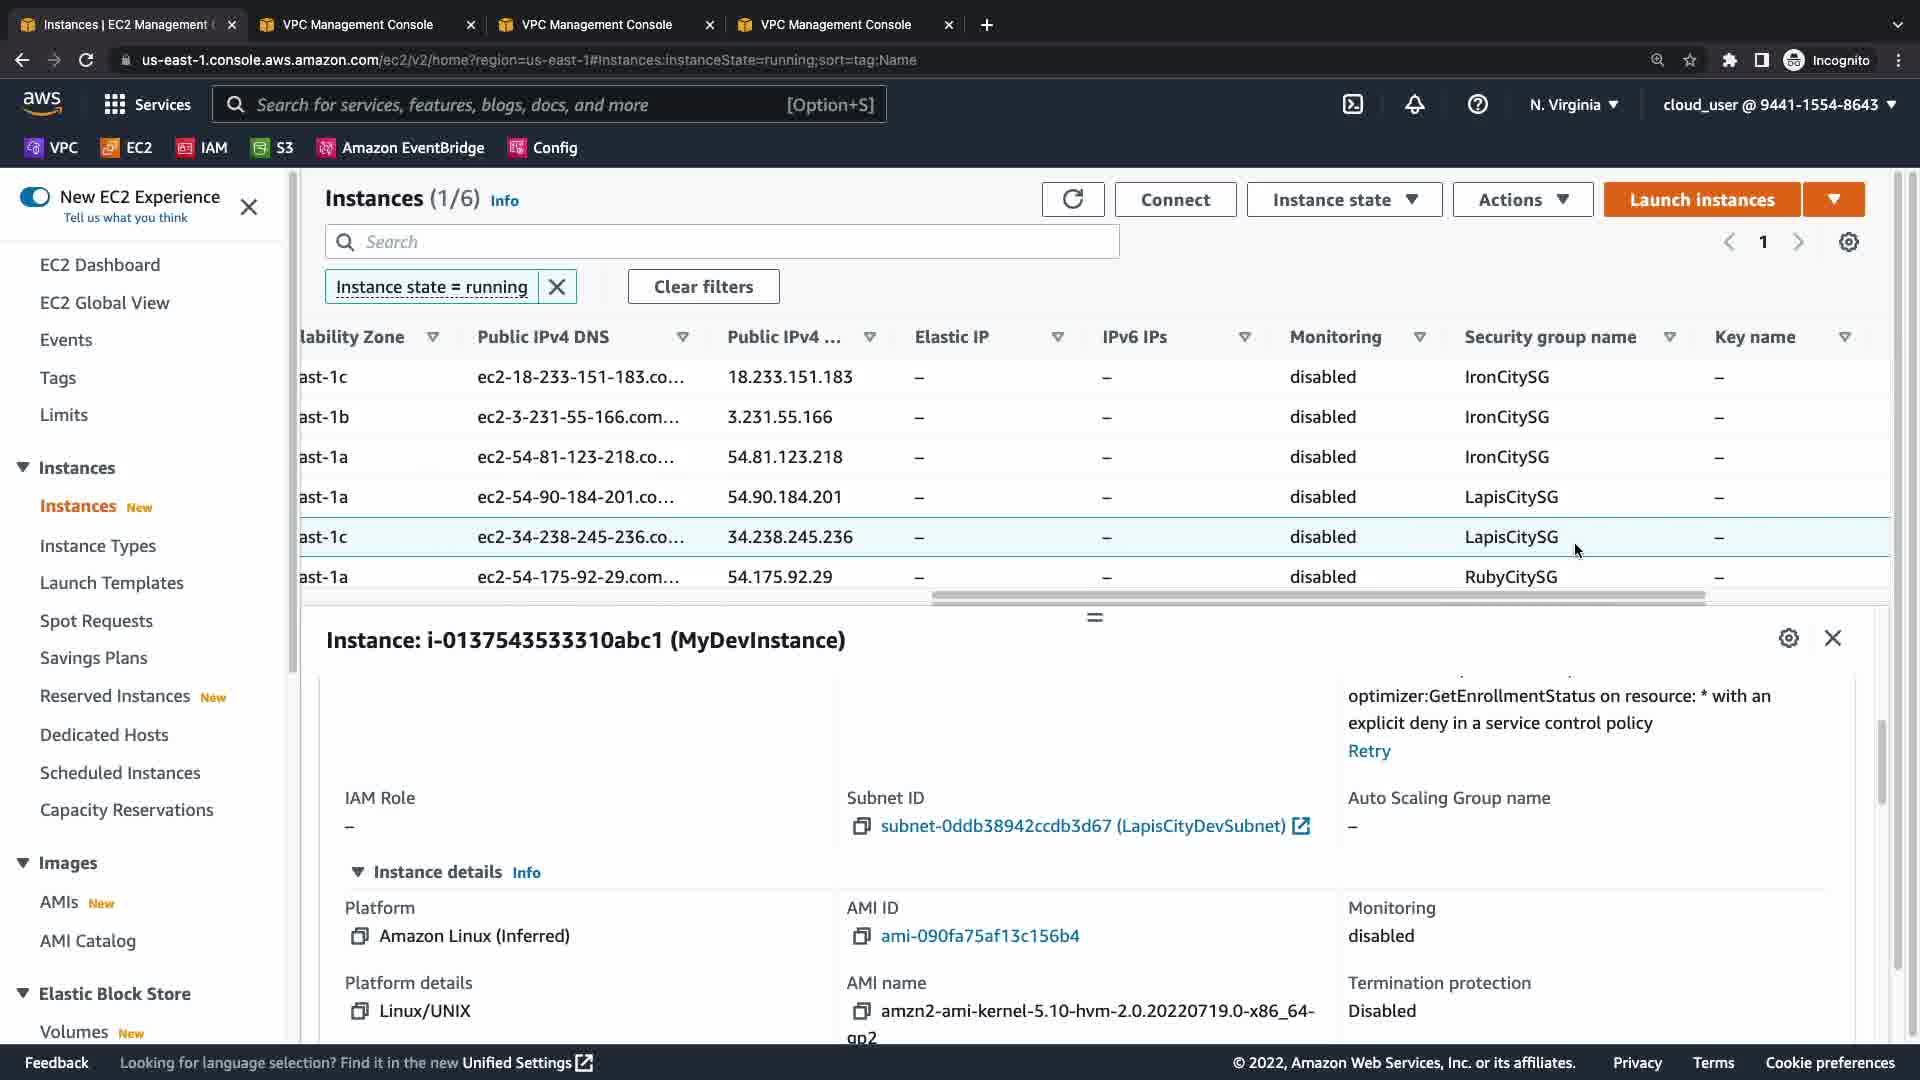 Instances | EC2 Management (
VPC Management Console
VPC Management Console
VPC Management Console
us-east-1.console.aws.amazon.com/ec2/v2/home?region=us-east-1#Instances:instanceState=running;sort=tag:Name
Incognito
aws
Services
Search for services, features, blogs, docs, and more
[Option+S]
N. Virginia
cloud_user @ 9441-1554-8643
VPC
EC2
IAM
S3
Amazon EventBridge
Config
New EC2 Experience
Tell us what you think
EC2 Dashboard
EC2 Global View
Events
Tags
Limits
Instances
Instances New
Instance Types
Launch Templates
Spot Requests
Savings Plans
Reserved Instances New
Dedicated Hosts
Scheduled Instances
Capacity Reservations
Images
AMIs New
AMI Catalog
Elastic Block Store
Volumes New
Instances (1/6) Info
Connect
Instance state
Actions
Launch instances
Search
1
Instance state = running
Clear filters
lability Zone Public IPv4 DNS Public IPv4 ... Elastic IP IPv6 IPs Monitoring Security group name Key name
ast-1c ec2-18-233-151-183.co... 18.233.151.183 – – disabled IronCitySG –
ast-1b ec2-3-231-55-166.com... 3.231.55.166 – – disabled IronCitySG –
ast-1a ec2-54-81-123-218.co... 54.81.123.218 – – disabled IronCitySG –
ast-1a ec2-54-90-184-201.co... 54.90.184.201 – – disabled LapisCitySG –
ast-1c ec2-34-238-245-236.co... 34.238.245.236 – – disabled LapisCitySG –
ast-1a ec2-54-175-92-29.com... 54.175.92.29 – – disabled RubyCitySG –
Instance: i-0137543533310abc1 (MyDevInstance)
optimizer:GetEnrollmentStatus on resource: * with an
explicit deny in a service control policy
Retry
IAM Role
–
Subnet ID
subnet-0ddb38942ccdb3d67 (LapisCityDevSubnet)
Auto Scaling Group name
–
Instance details Info
Platform
Amazon Linux (Inferred)
AMI ID
ami-090fa75af13c156b4
Monitoring
disabled
Platform details
Linux/UNIX
AMI name
amzn2-ami-kernel-5.10-hvm-2.0.20220719.0-x86_64-
gp2
Termination protection
Disabled
Feedback
Looking for language selection? Find it in the new Unified Settings
© 2022, Amazon Web Services, Inc. or its affiliates.
Privacy
Terms
Cookie preferences